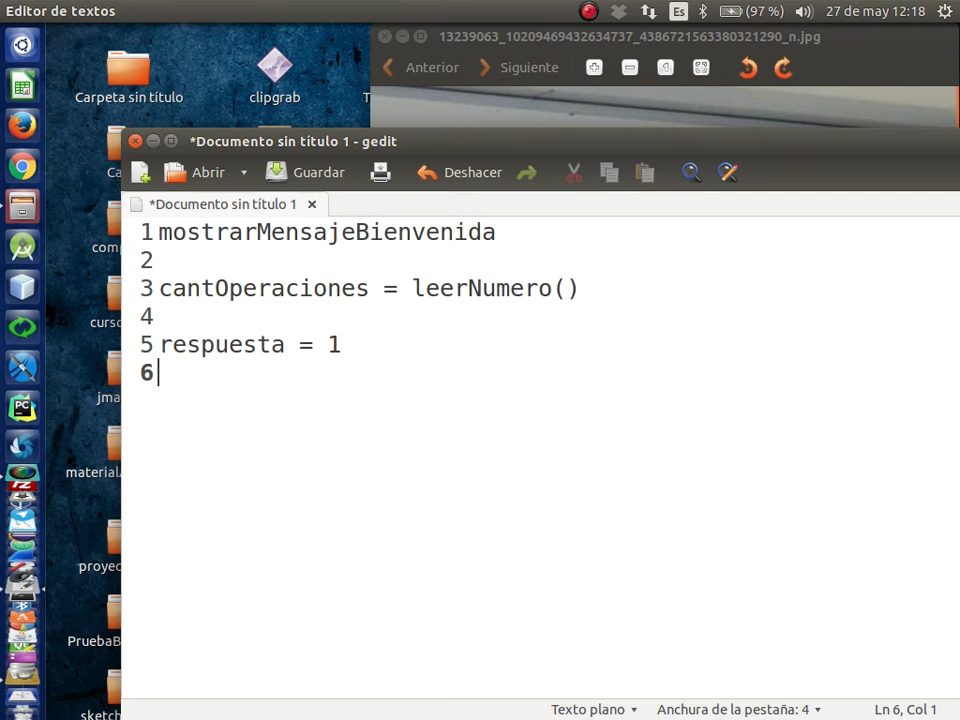 Editor de textos
Es
(97 %)
27 de may 12:18
13239063_10209469432634737_4386721563380321290_n.jpg
Anterior
Siguiente
Carpeta sin título
clipgrab
T
*Documento sin título 1 - gedit
Abrir
Guardar
Deshacer
*Documento sin título 1
Ca
comp
curso
jma
material
proyec
PruebaB
sketch
PC
1 mostrarMensajeBienvenida
2
3 cantOperaciones = leerNumero()
4
5 respuesta = 1
6
Texto plano
Anchura de la pestaña: 4
Ln 6, Col 1